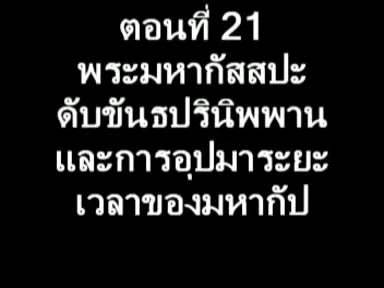 ตอนที่ 21
พระมหากัสสปะ
ดับขันธปรินิพพาน
และการอุปมาระยะ
เวลาของมหากัป